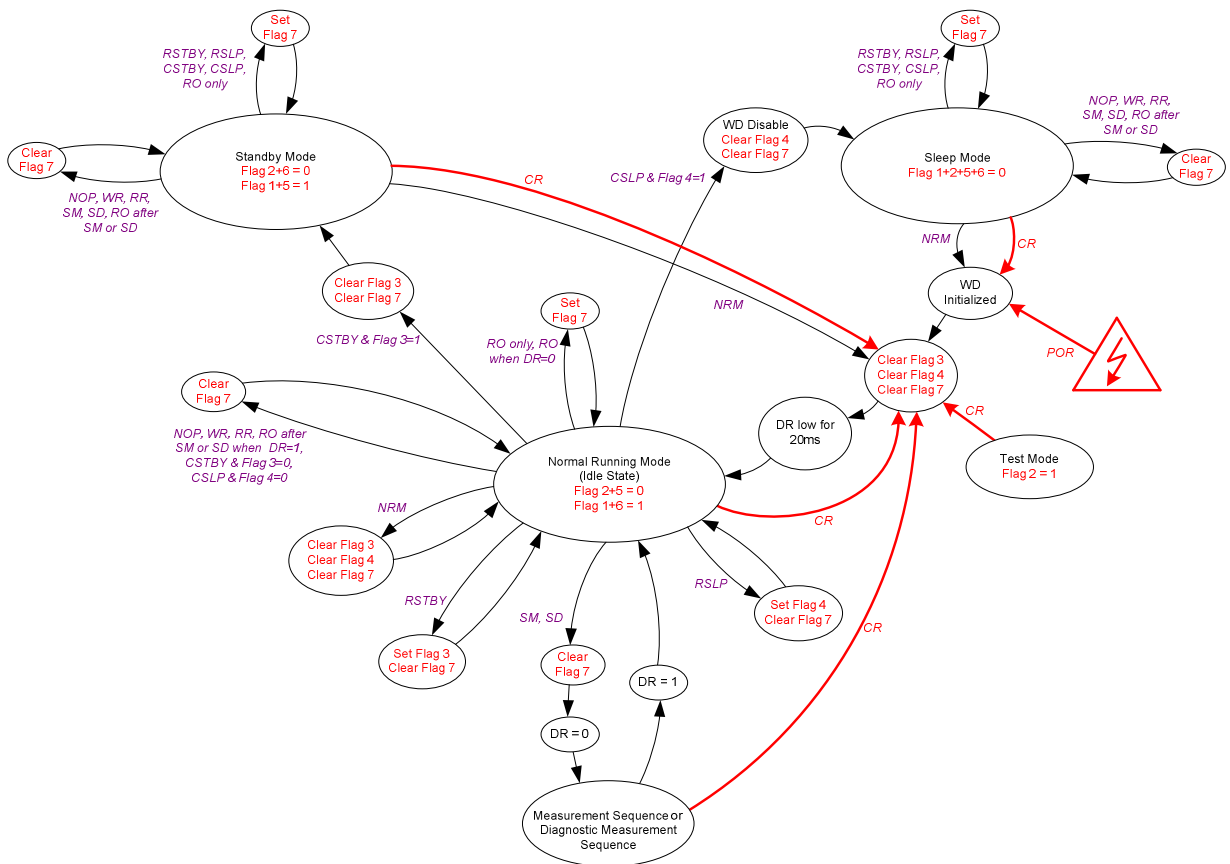 Set
Flag 7
RSTBY, RSLP,
CSTBY, CSLP,
RO only
Clear
Flag 7
NOP, WR, RR,
SM, SD, RO after
SM or SD
Standby Mode
Flag 2+6 = 0
Flag 1+5 = 1
CR
NRM
Clear Flag 3
Clear Flag 7
CSTBY & Flag 3=1
WD Disable
Clear Flag 4
Clear Flag 7
CSLP & Flag 4=1
Set
Flag 7
RSTBY, RSLP,
CSTBY, CSLP,
RO only
NOP, WR, RR,
SM, SD, RO after
SM or SD
Clear
Flag 7
Sleep Mode
Flag 1+2+5+6 = 0
NRM
CR
WD
Initialized
POR
Clear Flag 3
Clear Flag 4
Clear Flag 7
CR
Test Mode
Flag 2 = 1
DR low for
20ms
Set
Flag 7
RO only, RO
when DR=0
Clear
Flag 7
NOP, WR, RR, RO after
SM or SD when DR=1,
CSTBY & Flag 3=0,
CSLP & Flag 4=0
Normal Running Mode
(Idle State)
Flag 2+5 = 0
Flag 1+6 = 1
CR
NRM
Clear Flag 3
Clear Flag 4
Clear Flag 7
RSTBY
Set Flag 3
Clear Flag 7
SM, SD
Clear
Flag 7
DR = 0
DR = 1
RSLP
Set Flag 4
Clear Flag 7
CR
Measurement Sequence or
Diagnostic Measurement
Sequence